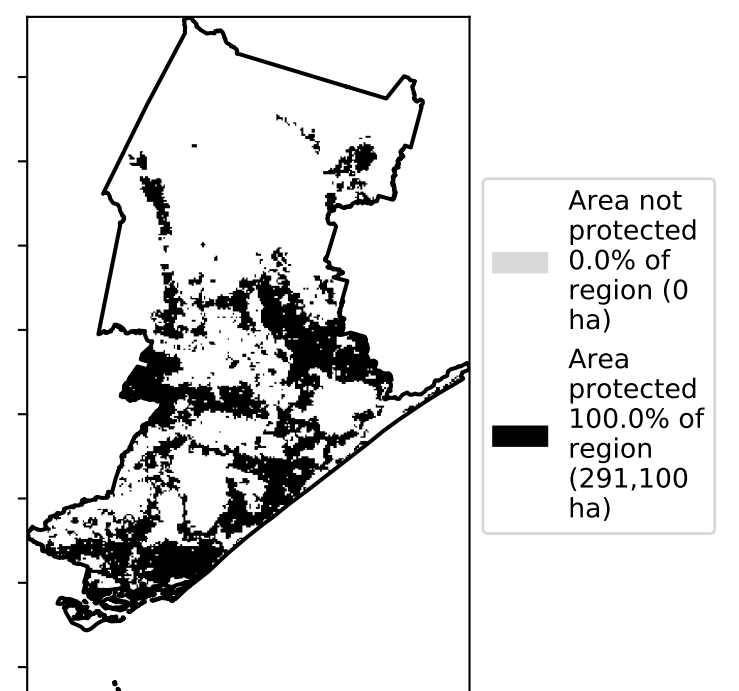 Area not
protected
0.0% of
region (0
ha)
Area
protected
100.0% of
region
(291,100
ha)